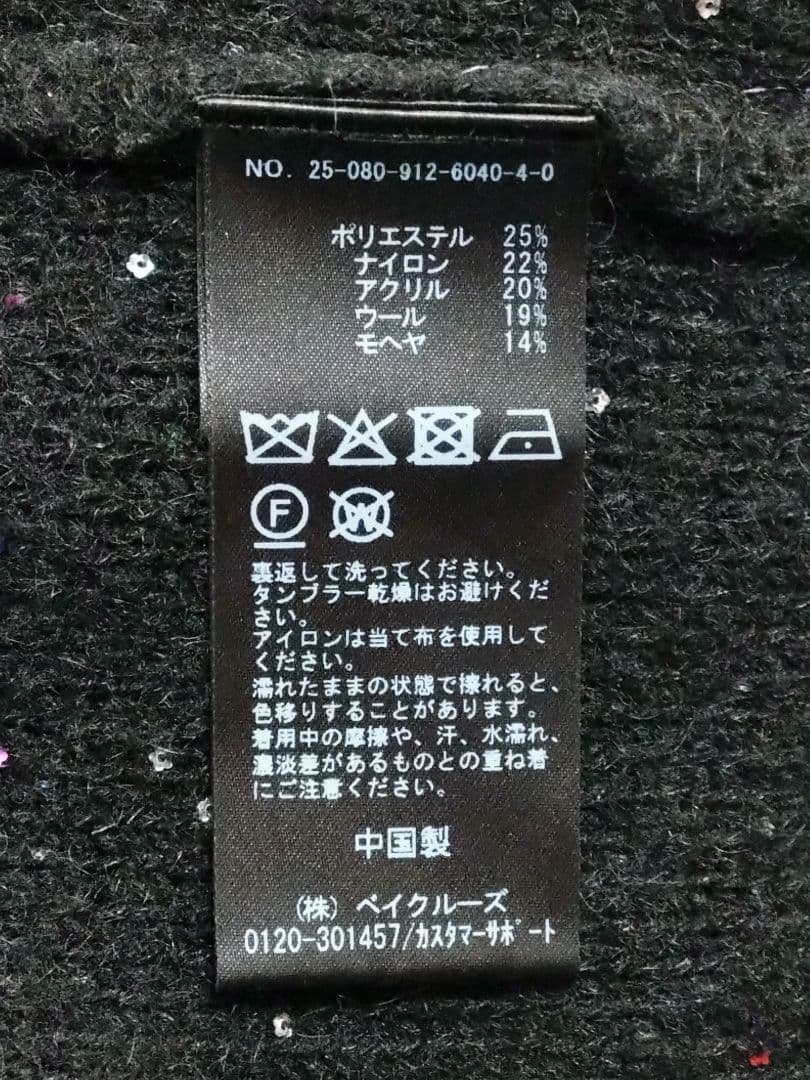 NO. 25-080-912-6040-4-0
ポリエステル 25%
ナイロン 22%
アクリル 20%
ウール 19%
モヘヤ 14%
F
W
裏返して洗ってください。
タンブラー乾燥はお避けくだ
さい。
アイロンは当て布を使用して
ください。
濡れたままの状態で擦れると、
色移りすることがあります。
着用中の摩擦や、汗、水濡れ、
濃淡差があるものとの重ね着
にご注意ください。
中国製
(株) ベイクルーズ
0120-301457/ｶｽﾀﾏｰｻﾎﾟｰﾄ